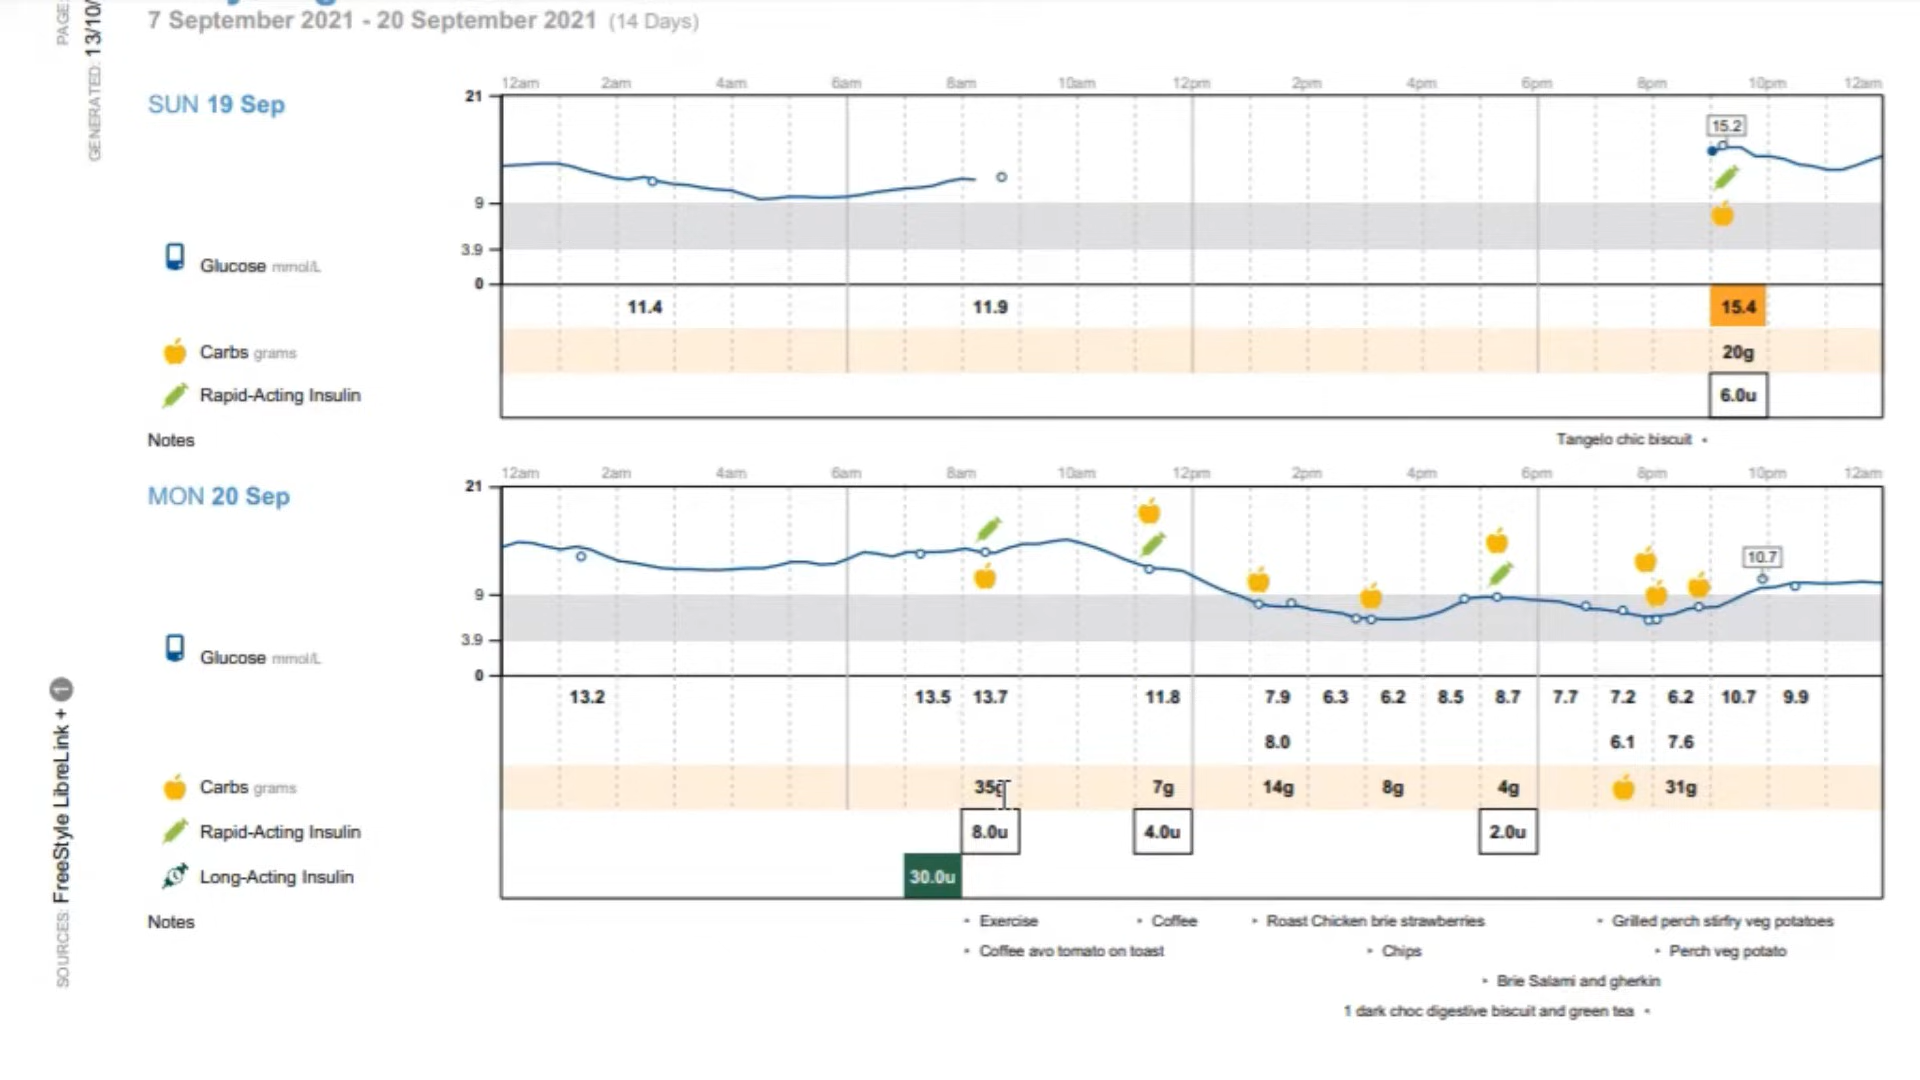 7 September 2021 - 20 September 2021 (14 Days)
PAGE:
GENERATED: 13/10/
SUN 19 Sep
12am 2am 4am 6am 8am 10am 12pm 2pm 4pm 6pm 8pm 10pm 12am
21
15.2
9
3.9
Glucose mmol/L
0
11.4 11.9 15.4
Carbs grams
20g
Rapid-Acting Insulin
6.0u
Notes
Tangelo chic biscuit
12am 2am 4am 6am 8am 10am 12pm 2pm 4pm 6pm 8pm 10pm 12am
MON 20 Sep
21
10.7
9
3.9
Glucose mmol/L
0
13.2 13.5 13.7 11.8 7.9 6.3 6.2 8.5 8.7 7.7 7.2 6.2 10.7 9.9
8.0 6.1 7.6
Carbs grams
35g 7g 14g 8g 4g 31g
Rapid-Acting Insulin
8.0u 4.0u 2.0u
Long-Acting Insulin
30.0u
Notes
Exercise
Coffee
Roast Chicken brie strawberries
Grilled perch stirfry veg potatoes
Coffee avo tomato on toast
Chips
Perch veg potato
Brie Salami and gherkin
1 dark choc digestive biscuit and green tea
SOURCES: FreeStyle LibreLink + 1